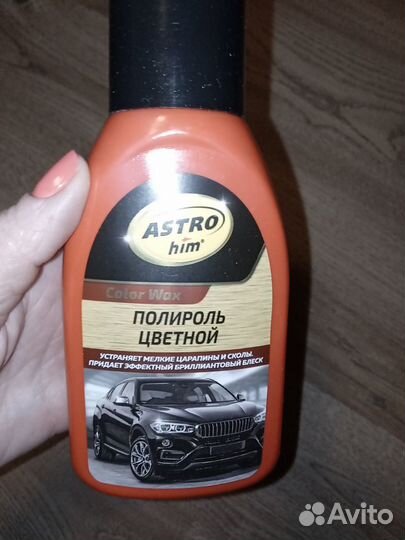 ASTRO
him®
Color Wax
ПОЛИРОЛЬ
ЦВЕТНОЙ
УСТРАНЯЕТ МЕЛКИЕ ЦАРАПИНЫ И СКОЛЫ.
ПРИДАЕТ ЭФФЕКТНЫЙ БРИЛЛИАНТОВЫЙ БЛЕСК
Avito